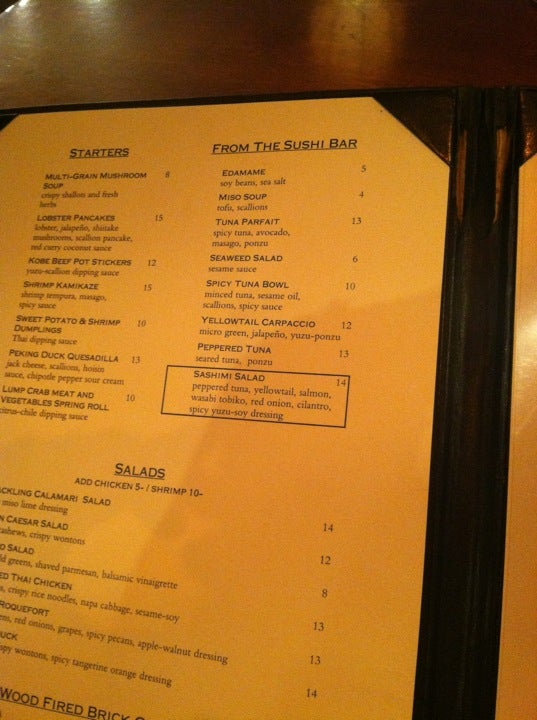 STARTERS
MULTI-GRAIN MUSHROOM SOUP 8
crispy shallon and fresh
herbs
LOBSTER PANCAKES 15
lobster, jalapeño, shiitake
mushrooms, scallion pancake,
red curry coconut sauce
KOBE BEEF POT STICKERS 12
yuzu-scallion dipping sauce
SHRIMP KAMIKAZE 15
shrimp tempura, masago,
spicy sauce
SWEET POTATO & SHRIMP 10
DUMPLINGS
Thai dipping sauce
PEKING DUCK QUESADILLA 13
jack cheese, scallions, hoisin
sauce, chipotle pepper sour cream
LUMP CRAB MEAT AND 10
VEGETABLES SPRING ROLL
citrus-chile dipping sauce
FROM THE SUSHI BAR
EDAMAME 5
soy beans, sea salt
MISO SOUP 4
tofu, scallions
TUNA PARFAIT 13
spicy tuna, avocado,
masago, ponzu
SEAWEED SALAD 6
sesame sauce
SPICY TUNA BOWL 10
minced tuna, sesame oil,
scallions, spicy sauce
YELLOWTAIL CARPACCIO 12
micro green, jalapeño, yuzu-ponzu
PEPPERED TUNA 13
seared tuna, ponzu
SASHIMI SALAD 14
peppered tuna, yellowtail, salmon,
wasabi tobiko, red onion, cilantro,
spicy yuzu-soy dressing
SALADS
ADD CHICKEN 5- / SHRIMP 10-
CALAMARI SALAD 14
miso lime dressing
CAESAR SALAD 12
crispy wontons
SALAD 8
greens, shaved parmesan, balsamic vinaigrette
THAI CHICKEN 13
crispy rice noodles, napa cabbage, sesame-soy
ROQUEFORT 13
red onions, grapes, spicy pecans, apple-walnut dressing
14
wontons, spicy tangerine orange dressing
WOOD FIRED BRICK